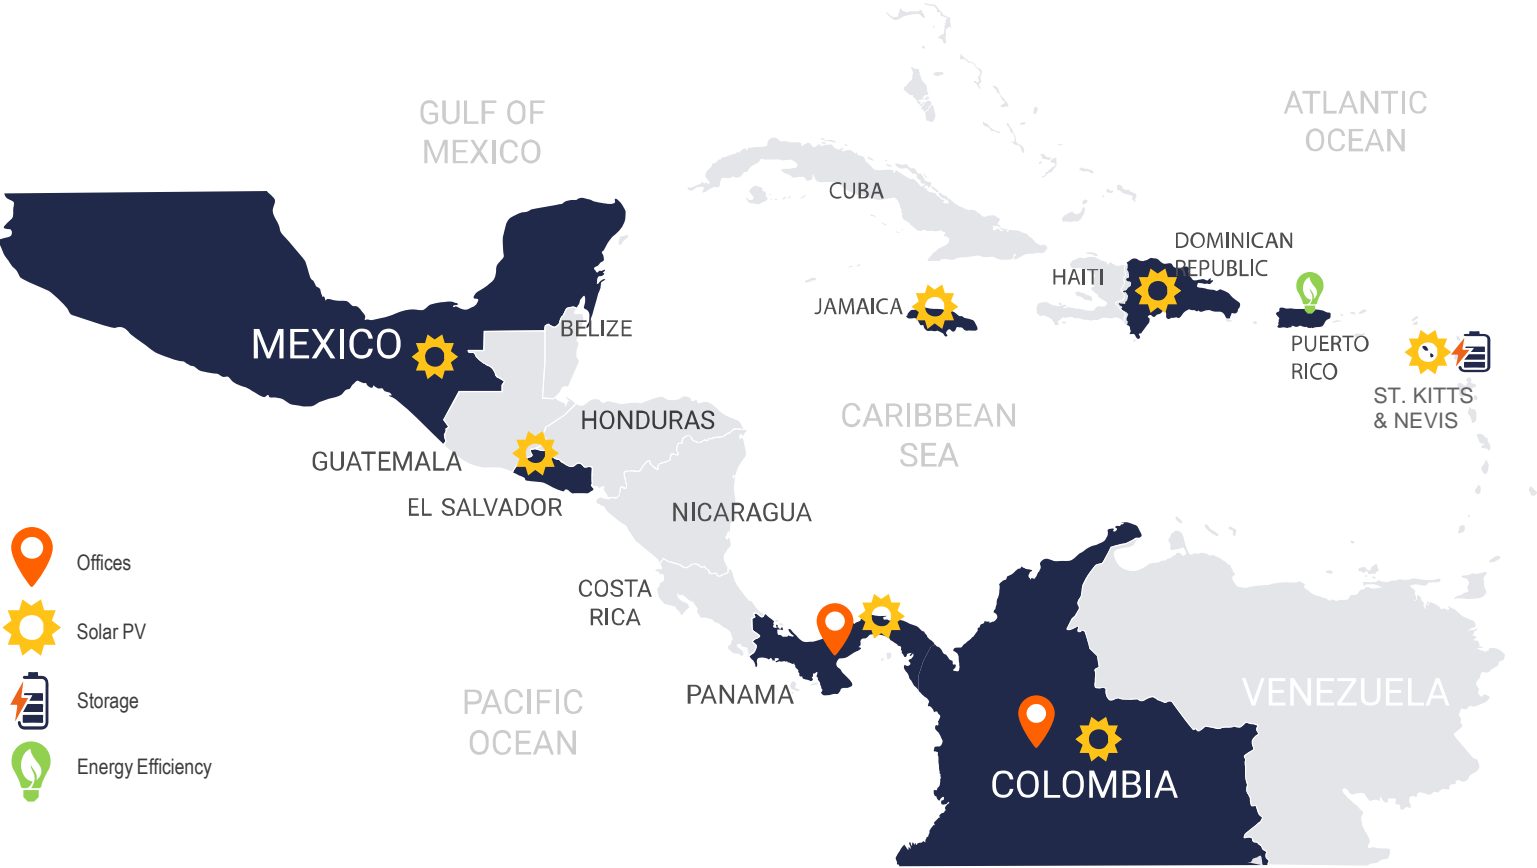 GULF OF
MEXICO
ATLANTIC
OCEAN
CUBA
DOMINICAN
REPUBLIC
HAITI
JAMAICA
BELIZE
MEXICO
PUERTO
RICO
ST. KITTS
& NEVIS
HONDURAS
CARIBBEAN
SEA
GUATEMALA
EL SALVADOR
NICARAGUA
Offices
COSTA
RICA
Solar PV
PANAMA
VENEZUELA
Storage
PACIFIC
OCEAN
Energy Efficiency
COLOMBIA